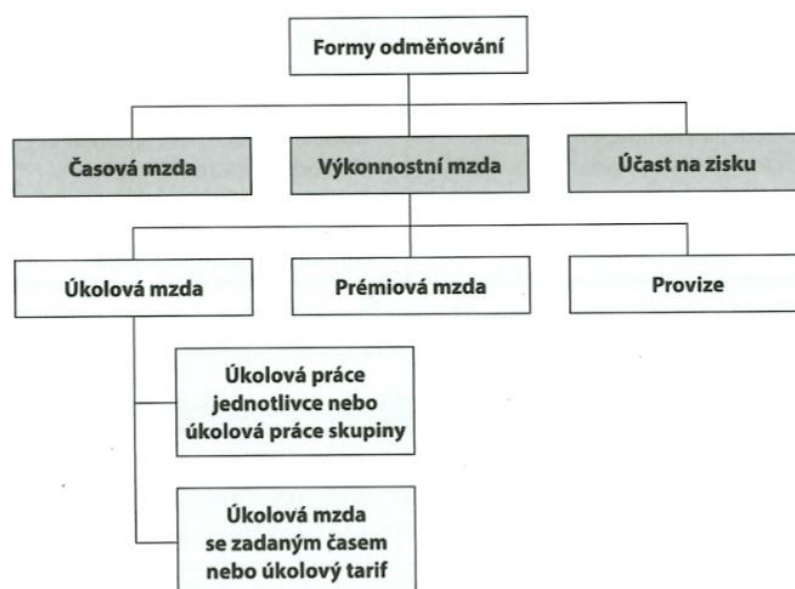 Formy odměňování
Časová mzda
Výkonnostní mzda
Účast na zisku
Úkolová mzda
Prémiová mzda
Provize
Úkolová práce
jednotlivce nebo
úkolová práce skupiny
Úkolová mzda
se zadaným časem
nebo úkolový tarif